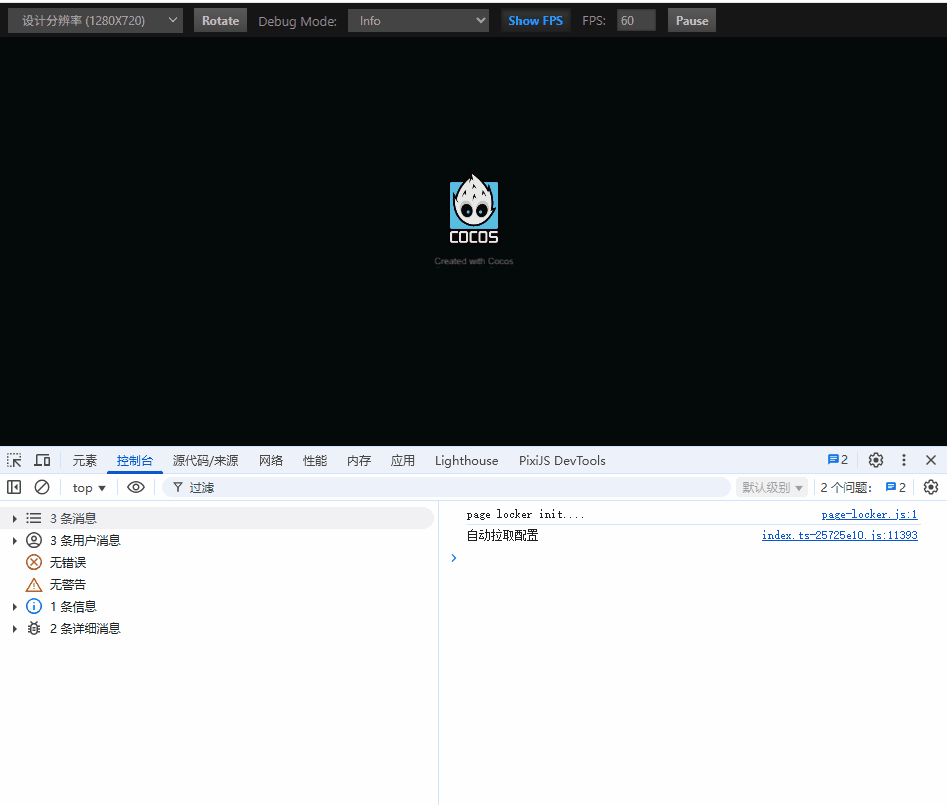 设计分辨率 (1280X720) Rotate Debug Mode: Info Show FPS FPS: 60 Pause
COCOS
Created with Cocos
元素 控制台 源代码/来源 网络 性能 内存 应用 Lighthouse PixiJS DevTools 2
top 过滤 默认级别 2 个问题: 2
3 条消息
3 条用户消息
无错误
无警告
1 条信息
2 条详细消息
page locker init.... page-locker.js:1
自动拉取配置 index.ts-25725e10.js:11393